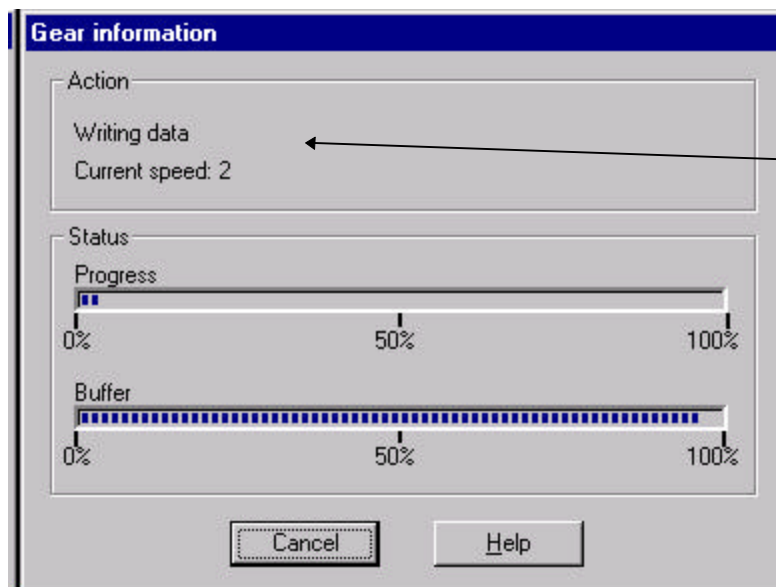 Gear information
Action
Writing data
Current speed: 2
Status
Progress
0% 50% 100%
Buffer
0% 50% 100%
Cancel Help